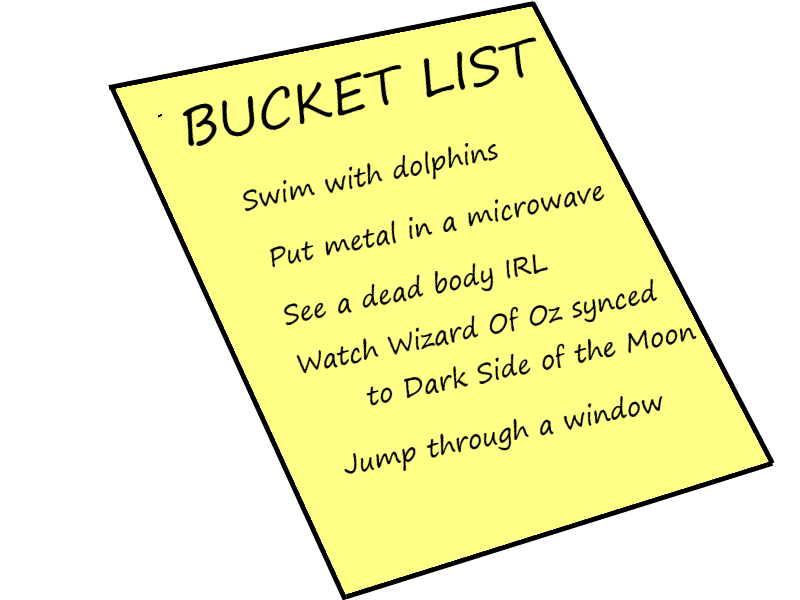 BUCKET LIST
Swim with dolphins
Put metal in a microwave
See a dead body IRL
Watch Wizard Of Oz synced
to Dark Side of the Moon
Jump through a window